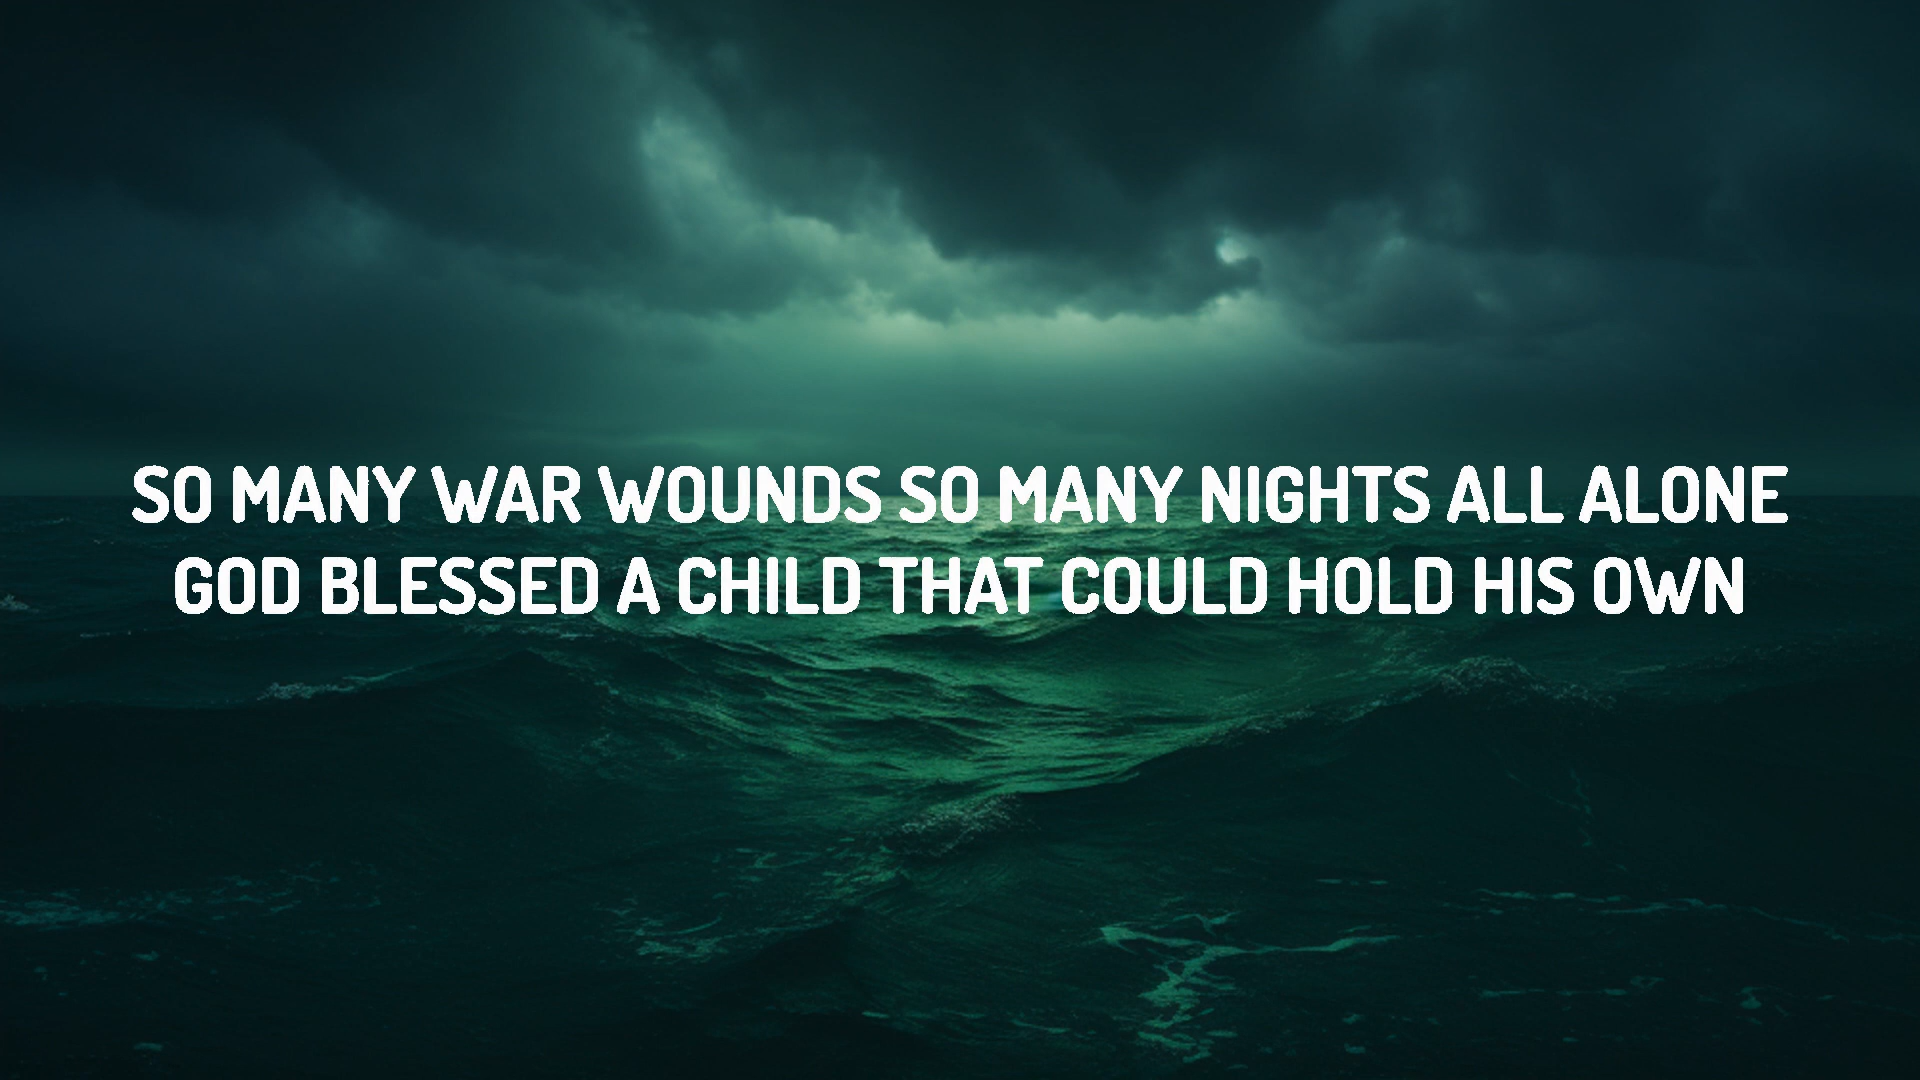 SO MANY WAR WOUNDS SO MANY NIGHTS ALL ALONE
GOD BLESSED A CHILD THAT COULD HOLD HIS OWN